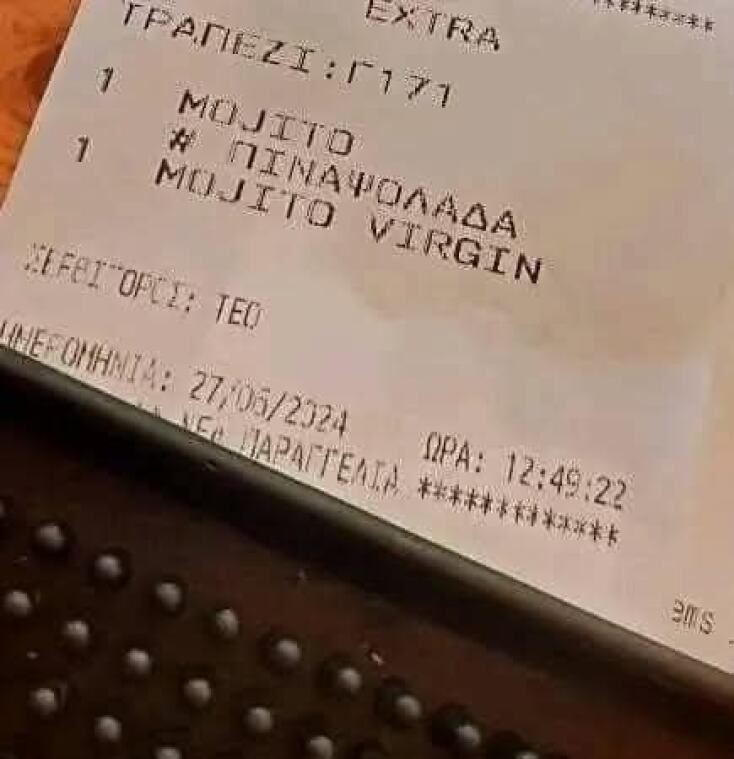 EXTRA
************
ΤΡΑΠΕΖΙ:Γ171
1 MOJITO
# ΠΙΝΑΨΟΛΑΔΑ
1 MOJITO VIRGIN
ΣΕΡΒΙΤΟΡΟΣ: ΤΕΟ
ΗΜΕΡΟΜΗΝΙΑ: 27/06/2024 ΩΡΑ: 12:49:22
ΝΕΑ ΠΑΡΑΓΓΕΛΙΑ *************